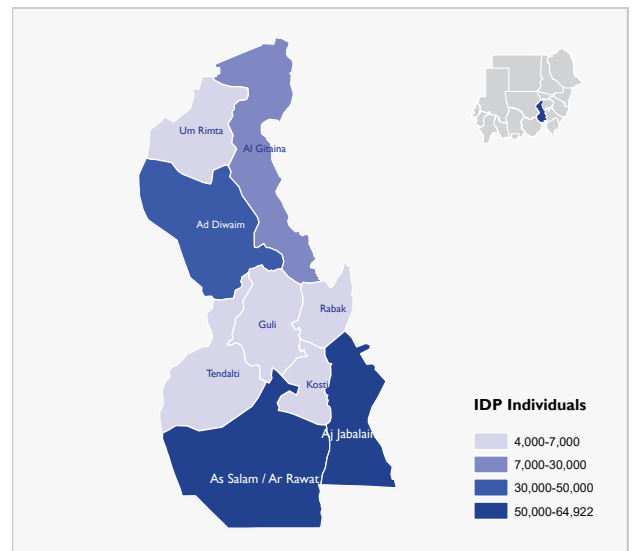 Um Rimta
Al Gitaina
Ad Diwaim
Rabak
Guli
Tendalti
Kosti
Aj Jabalain
As Salam / Ar Rawat
IDP Individuals
4,000-7,000
7,000-30,000
30,000-50,000
50,000-64,922